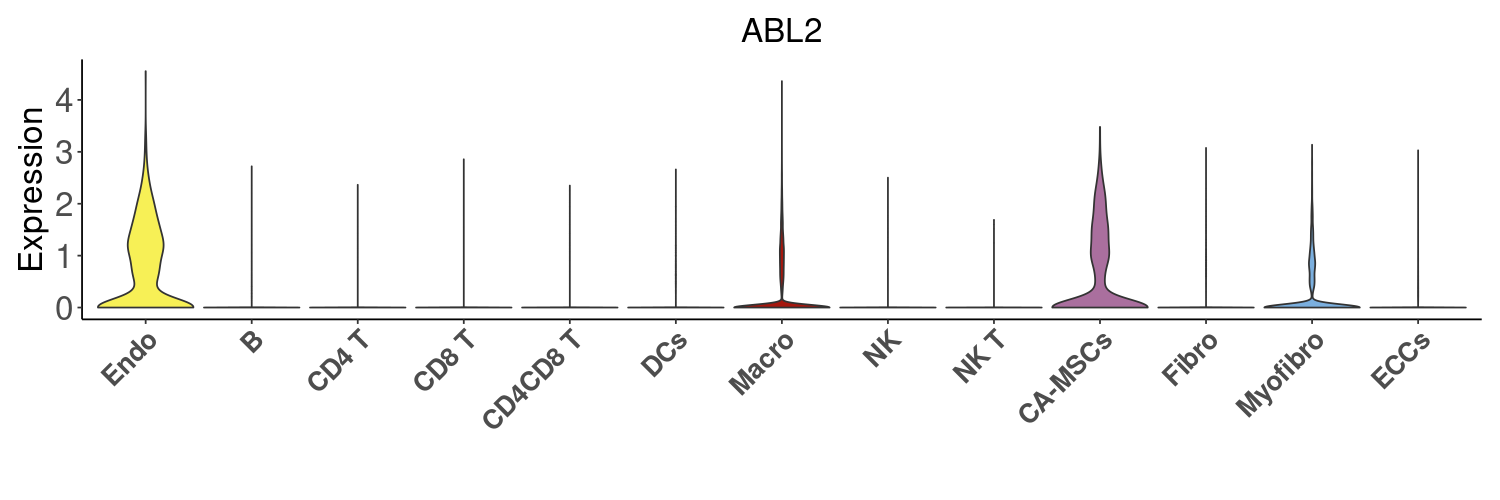 ABL2
Expression
4
3
2
1
0
Endo
B
CD4 T
CD8 T
CD4CD8 T
DCs
Macro
NK
NK T
CA-MSCs
Fibro
Myofibro
ECCs